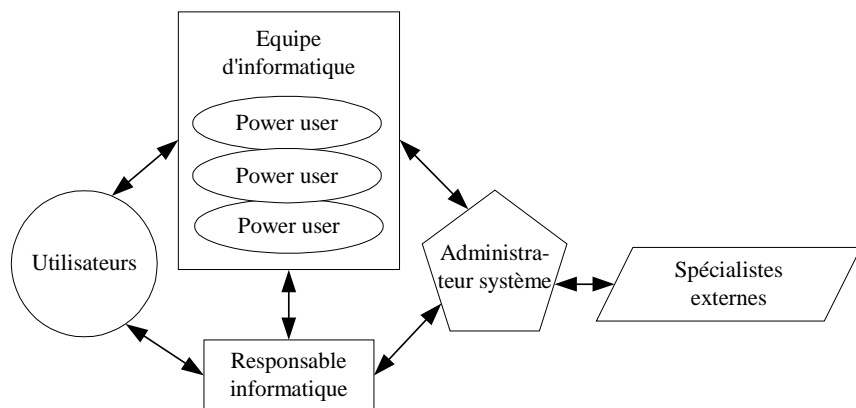 Equipe
d'informatique
Power user
Power user
Power user
Utilisateurs
Administra-
teur système
Spécialistes
externes
Responsable
informatique